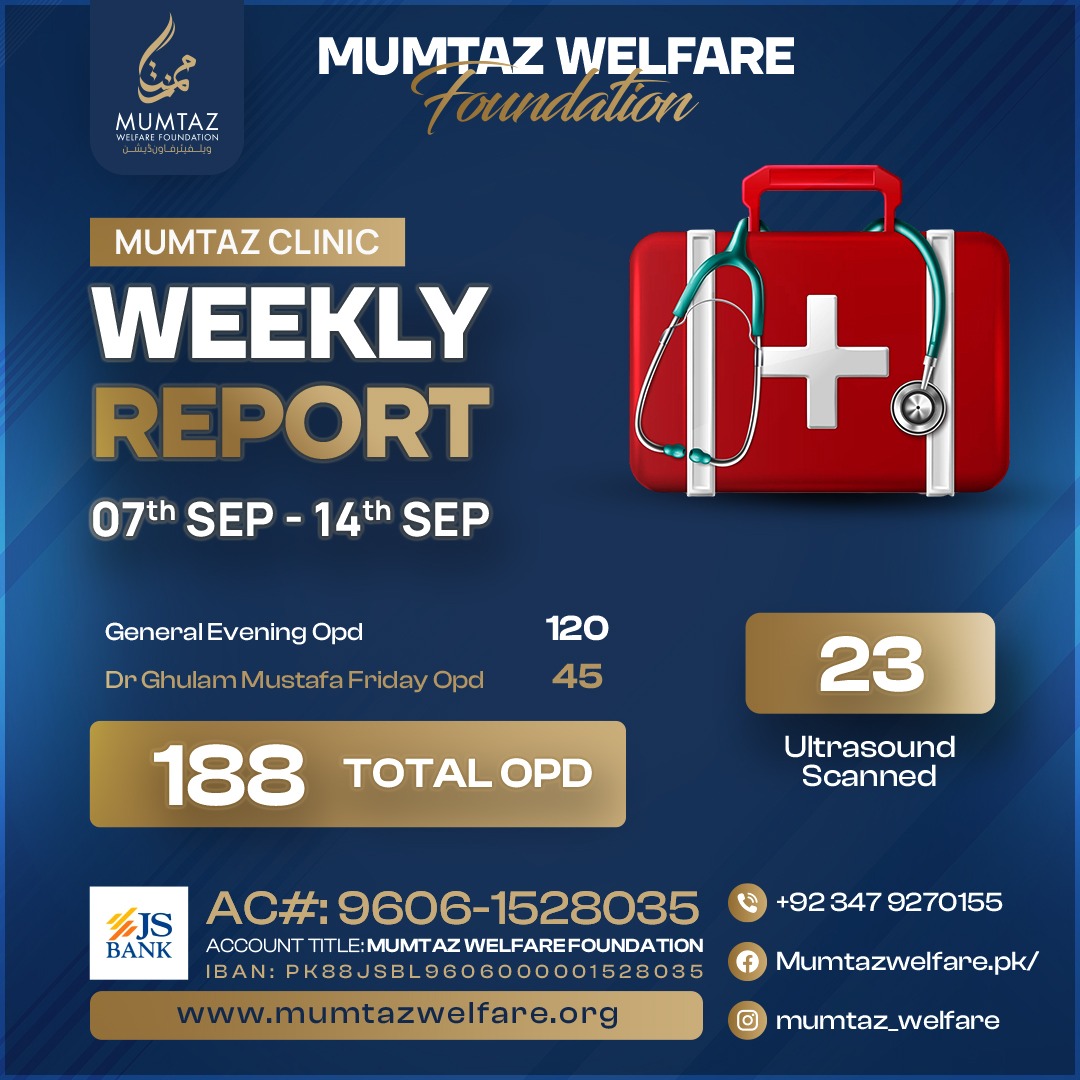 ممتاز
MUMTAZ
WELFARE FOUNDATION
ویلفیئرفاونڈیشن
MUMTAZ WELFARE
Foundation
MUMTAZ CLINIC
WEEKLY
REPORT
07th SEP - 14th SEP
General Evening Opd 120
Dr Ghulam Mustafa Friday Opd 45
188 TOTAL OPD
23
Ultrasound
Scanned
JS
BANK
AC#: 9606-1528035
ACCOUNT TITLE: MUMTAZ WELFARE FOUNDATION
IBAN: PK88JSBL9606000001528035
www.mumtazwelfare.org
+92 347 9270155
Mumtazwelfare.pk/
mumtaz_welfare